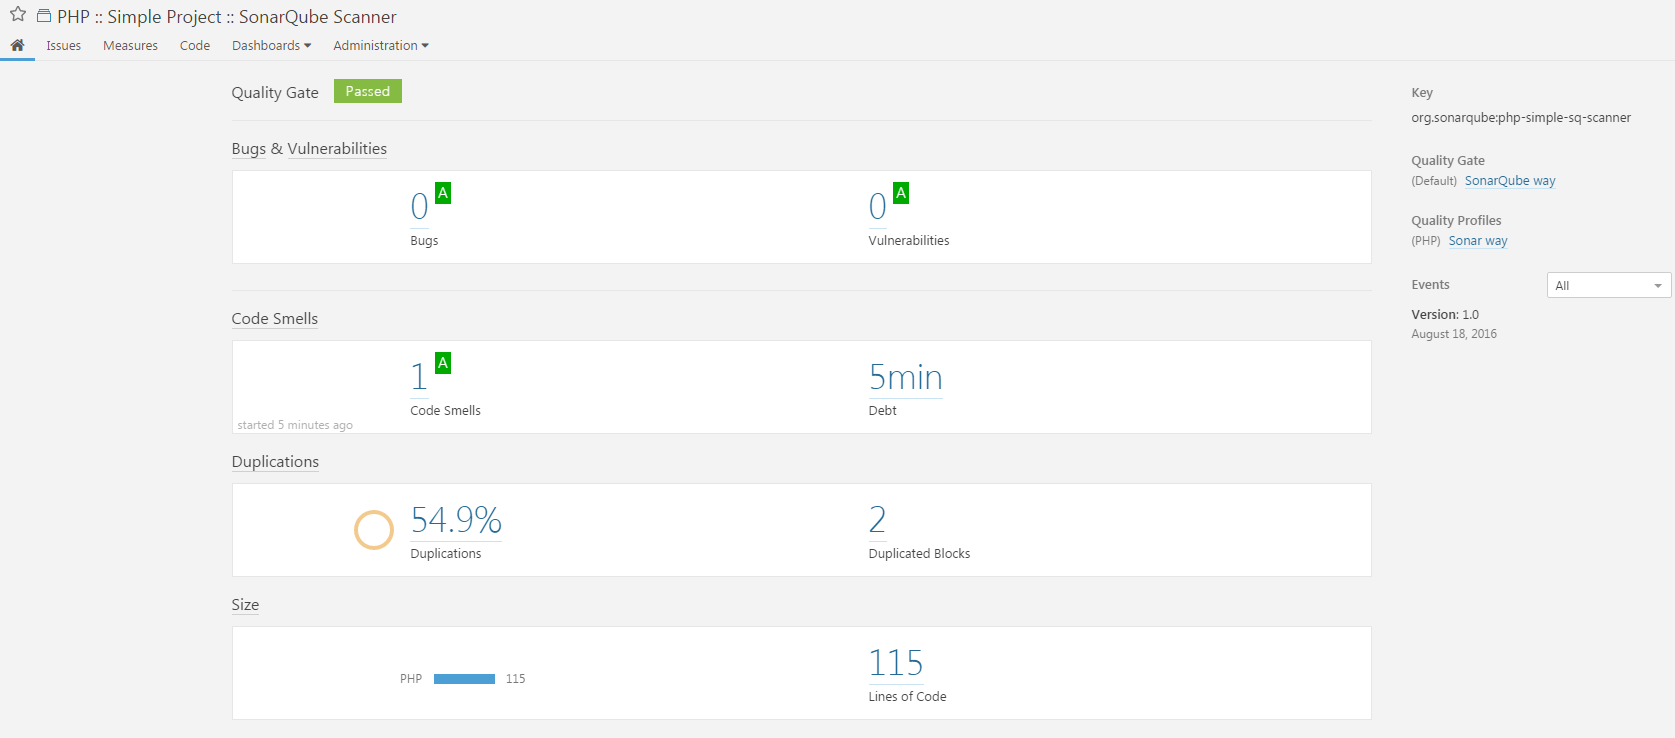 PHP :: Simple Project :: SonarQube Scanner
Issues Measures Code Dashboards Administration
Quality Gate Passed
Bugs & Vulnerabilities
0 A
Bugs
0 A
Vulnerabilities
Code Smells
1 A
Code Smells
5min
Debt
started 5 minutes ago
Duplications
54.9%
Duplications
2
Duplicated Blocks
Size
PHP 115
115
Lines of Code
Key
org.sonarqube:php-simple-sq-scanner
Quality Gate
(Default) SonarQube way
Quality Profiles
(PHP) Sonar way
Events All
Version: 1.0
August 18, 2016